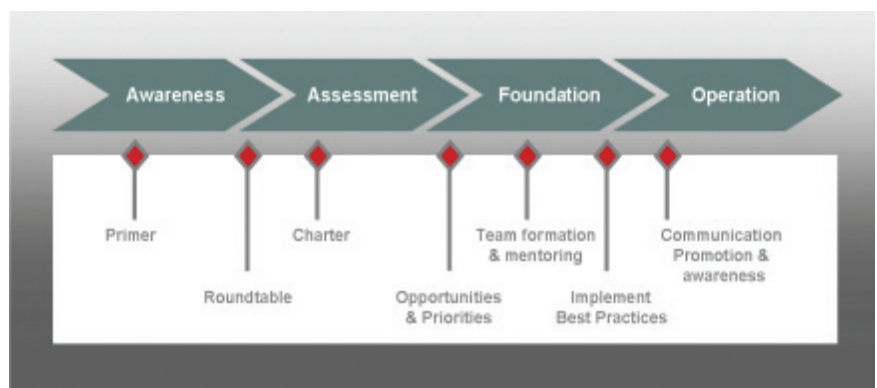 Awareness
Assessment
Foundation
Operation
Primer
Roundtable
Charter
Opportunities
& Priorities
Team formation
& mentoring
Implement
Best Practices
Communication
Promotion &
awareness